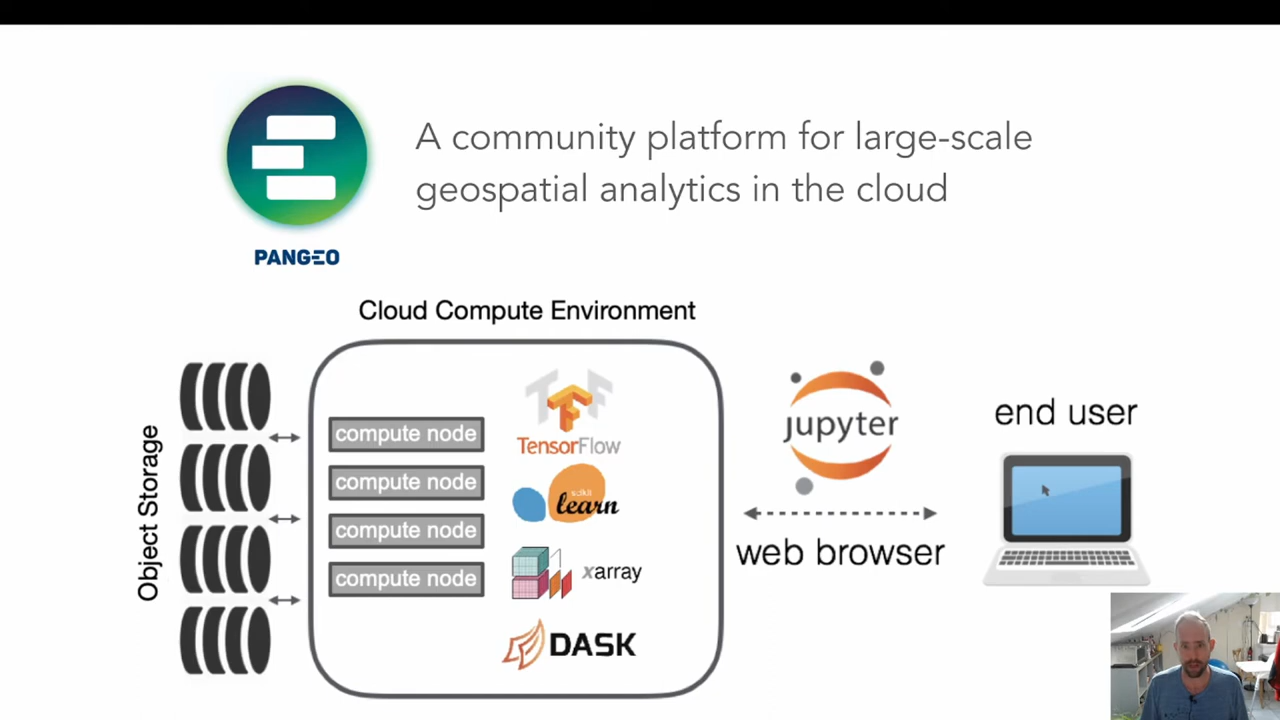 A community platform for large-scale
geospatial analytics in the cloud
PANGEO
Cloud Compute Environment
Object Storage
compute node
compute node
compute node
compute node
TensorFlow
scikit
learn
xarray
DASK
jupyter
web browser
end user